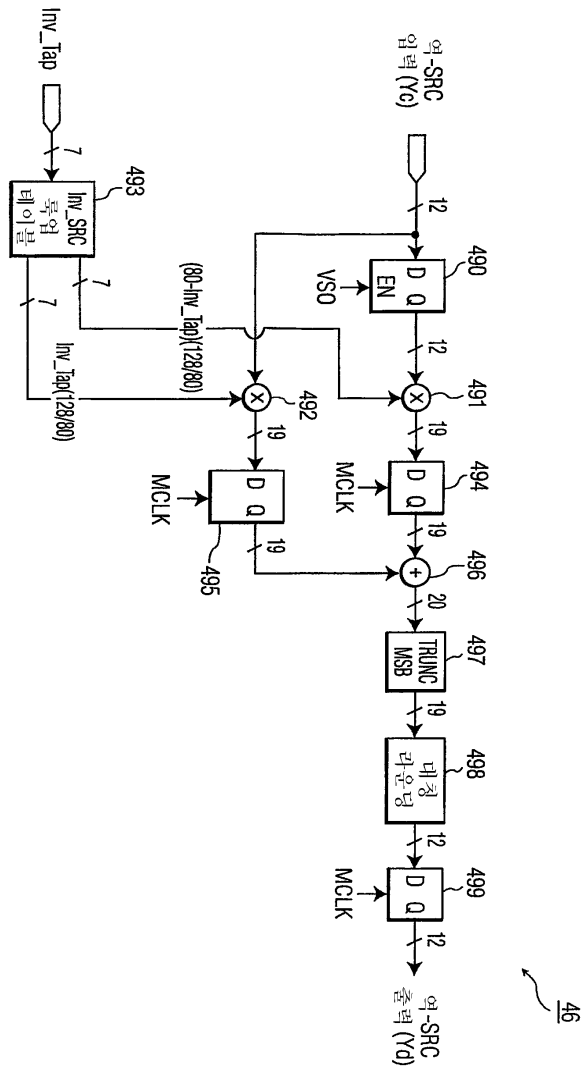 46
역-SRC
입력 (Yc)
12
490
D Q
EN
VSO
12
491
X
19
494
D Q
MCLK
19
496
+
20
497
TRUNC
MSB
19
498
대칭
라운딩
12
499
D Q
MCLK
12
역-SRC
출력 (Yd)
492
X
19
495
D Q
MCLK
19
Inv_Tap
7
493
Inv_SRC
룩업
테이블
7
(80-Inv_Tap)(128/80)
7
Inv_Tap(128/80)